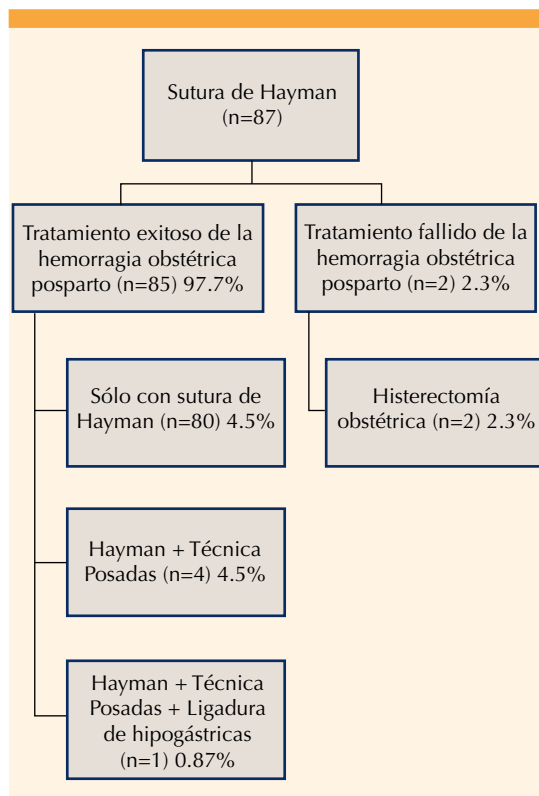 Sutura de Hayman
(n=87)
Tratamiento exitoso de la
hemorragia obstétrica
posparto (n=85) 97.7%
Tratamiento fallido de la
hemorragia obstétrica
posparto (n=2) 2.3%
Sólo con sutura de
Hayman (n=80) 4.5%
Histerectomía
obstétrica (n=2) 2.3%
Hayman + Técnica
Posadas (n=4) 4.5%
Hayman + Técnica
Posadas + Ligadura
de hipogástricas
(n=1) 0.87%